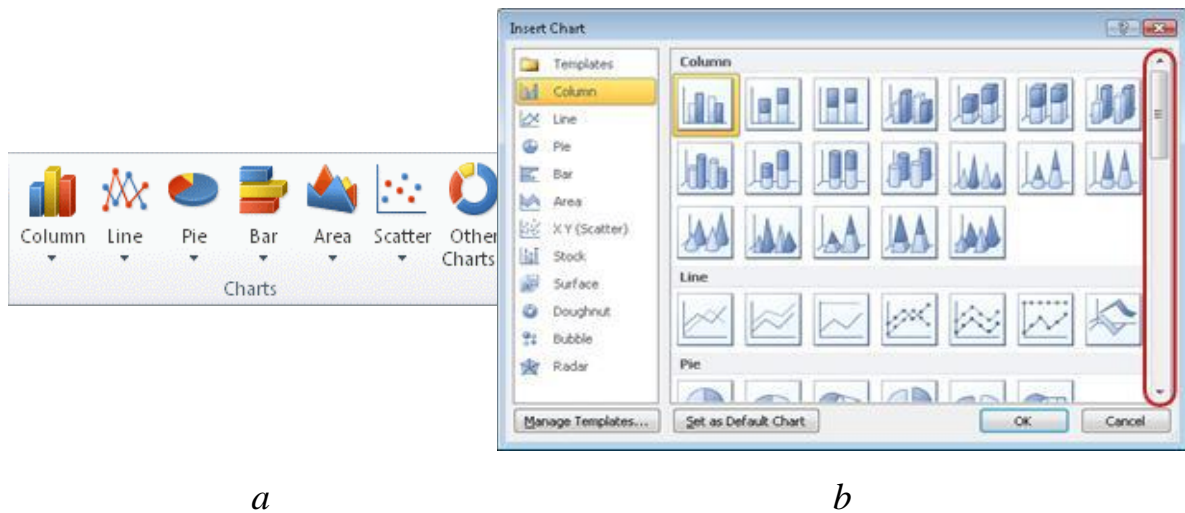 Column Line Pie Bar Area Scatter Other
Charts
Charts
Insert Chart
Templates
Column
Line
Pie
Bar
Area
X Y (Scatter)
Stock
Surface
Doughnut
Bubble
Radar
Manage Templates...
Column
Line
Pie
Set as Default Chart
OK
Cancel
a
b